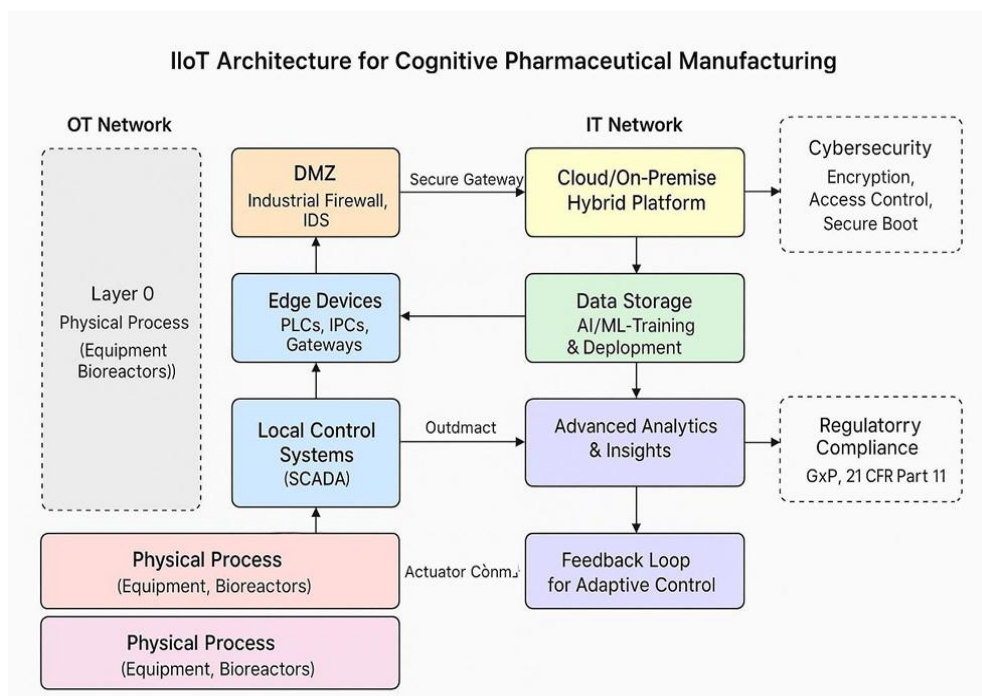 IIoT Architecture for Cognitive Pharmaceutical Manufacturing
OT Network
IT Network
Layer 0
Physical Process
(Equipment
Bioreactors))
DMZ
Industrial Firewall,
IDS
Secure Gateway
Cloud/On-Premise
Hybrid Platform
Cybersecurity
Encryption,
Access Control,
Secure Boot
Edge Devices
PLCs, IPCs,
Gateways
Data Storage
AI/ML-Training
& Deplopment
Local Control
Systems
(SCADA)
Outdmact
Advanced Analytics
& Insights
Regulatorry
Compliance
GxP, 21 CFR Part 11
Physical Process
(Equipment, Bioreactors)
Actuator
Feedback Loop
for Adaptive Control
Physical Process
(Equipment, Bioreactors)